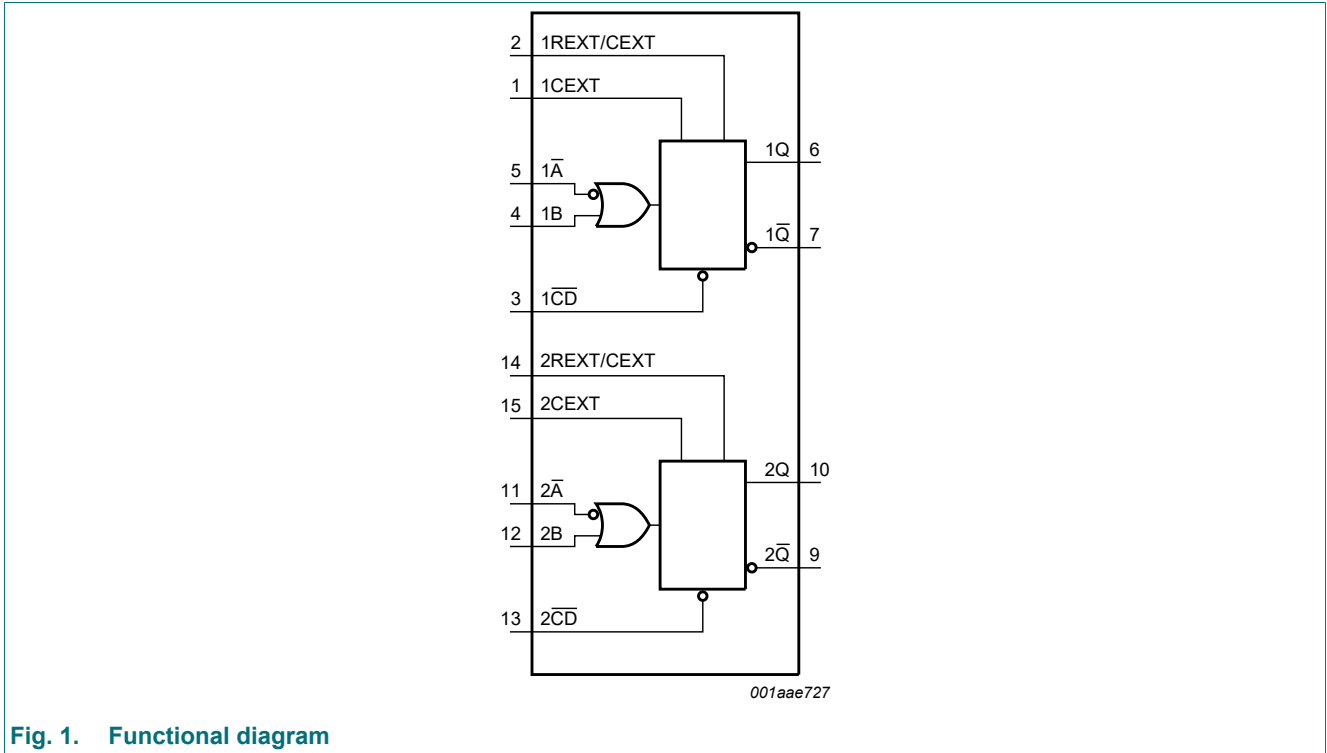 2 1REXT/CEXT
1 1CEXT
1Q 6
5 1A̅
4 1B
1Q̅ 7
3 1C̅D̅
14 2REXT/CEXT
15 2CEXT
2Q 10
11 2A̅
12 2B
2Q̅ 9
13 2C̅D̅
001aae727
Fig. 1. Functional diagram